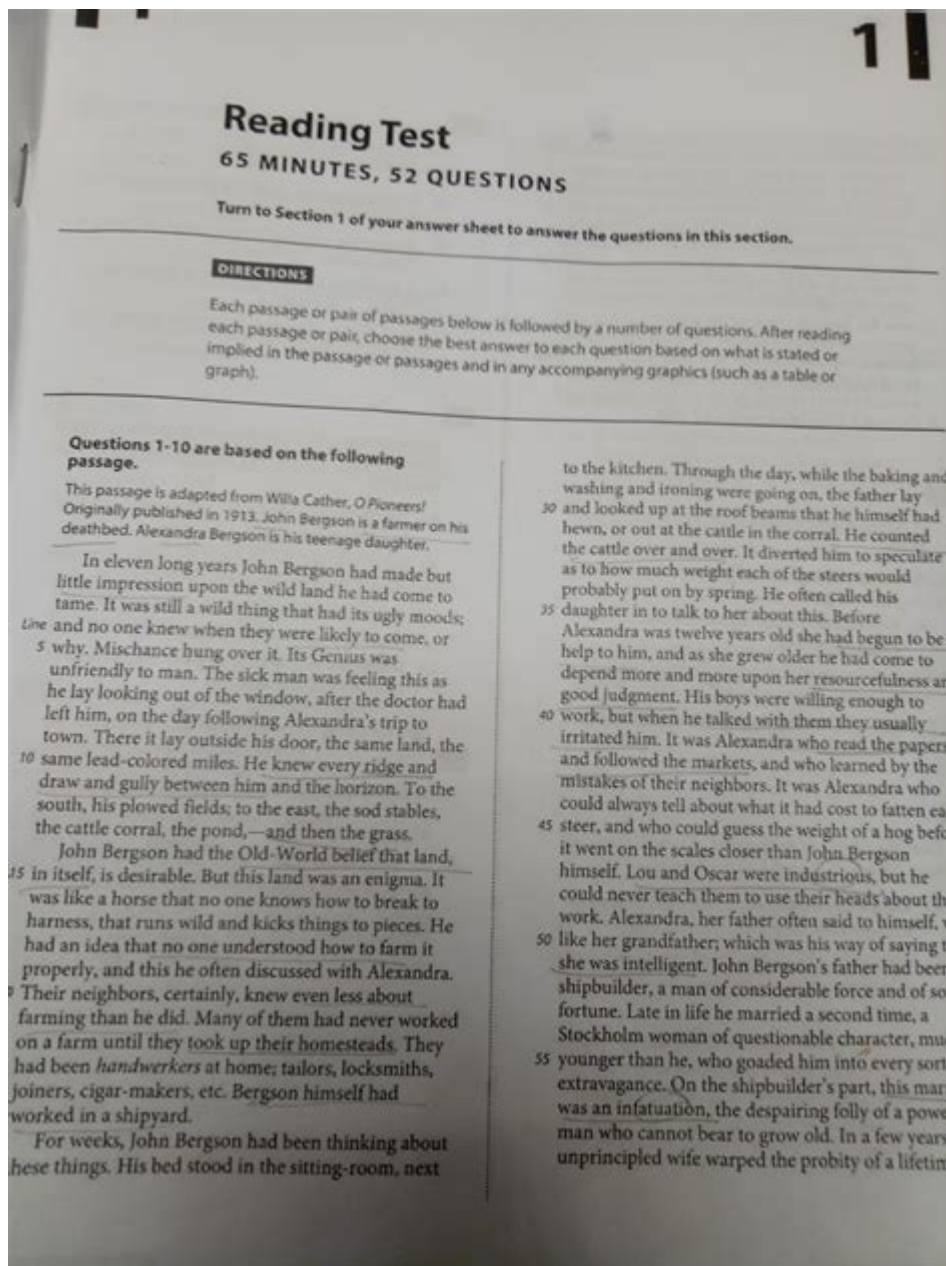 1
Reading Test
65 MINUTES, 52 QUESTIONS
Turn to Section 1 of your answer sheet to answer the questions in this section.
DIRECTIONS
Each passage or pair of passages below is followed by a number of questions. After reading
each passage or pair, choose the best answer to each question based on what is stated or
implied in the passage or passages and in any accompanying graphics (such as a table or
graph).
Questions 1-10 are based on the following
passage.
This passage is adapted from Willa Cather, O Pioneers!
Originally published in 1913. John Bergson is a farmer on his
deathbed. Alexandra Bergson is his teenage daughter.
In eleven long years John Bergson had made but
little impression upon the wild land he had come to
tame. It was still a wild thing that had its ugly moods;
Line and no one knew when they were likely to come, or
5 why. Mischance hung over it. Its Genius was
unfriendly to man. The sick man was feeling this as
he lay looking out of the window, after the doctor had
left him, on the day following Alexandra's trip to
town. There it lay outside his door, the same land, the
10 same lead-colored miles. He knew every ridge and
draw and gully between him and the horizon. To the
south, his plowed fields; to the east, the sod stables,
the cattle corral, the pond,—and then the grass.
John Bergson had the Old-World belief that land,
15 in itself, is desirable. But this land was an enigma. It
was like a horse that no one knows how to break to
harness, that runs wild and kicks things to pieces. He
had an idea that no one understood how to farm it
properly, and this he often discussed with Alexandra.
Their neighbors, certainly, knew even less about
farming than he did. Many of them had never worked
on a farm until they took up their homesteads. They
had been handwerkers at home; tailors, locksmiths,
joiners, cigar-makers, etc. Bergson himself had
worked in a shipyard.
For weeks, John Bergson had been thinking about
hese things. His bed stood in the sitting-room, next
to the kitchen. Through the day, while the baking and
washing and ironing were going on, the father lay
30 and looked up at the roof beams that he himself had
hewn, or out at the cattle in the corral. He counted
the cattle over and over. It diverted him to speculate
as to how much weight each of the steers would
probably put on by spring. He often called his
35 daughter in to talk to her about this. Before
Alexandra was twelve years old she had begun to be
help to him, and as she grew older he had come to
depend more and more upon her resourcefulness an
good judgment. His boys were willing enough to
40 work, but when he talked with them they usually
irritated him. It was Alexandra who read the papers
and followed the markets, and who learned by the
mistakes of their neighbors. It was Alexandra who
could always tell about what it had cost to fatten ea
45 steer, and who could guess the weight of a hog befo
it went on the scales closer than John Bergson
himself. Lou and Oscar were industrious, but he
could never teach them to use their heads about th
work. Alexandra, her father often said to himself,
50 like her grandfather; which was his way of saying t
she was intelligent. John Bergson's father had been
shipbuilder, a man of considerable force and of so
fortune. Late in life he married a second time, a
Stockholm woman of questionable character, mu
55 younger than he, who goaded him into every sort
extravagance. On the shipbuilder's part, this mar
was an infatuation, the despairing folly of a powe
man who cannot bear to grow old. In a few years
unprincipled wife warped the probity of a lifetim